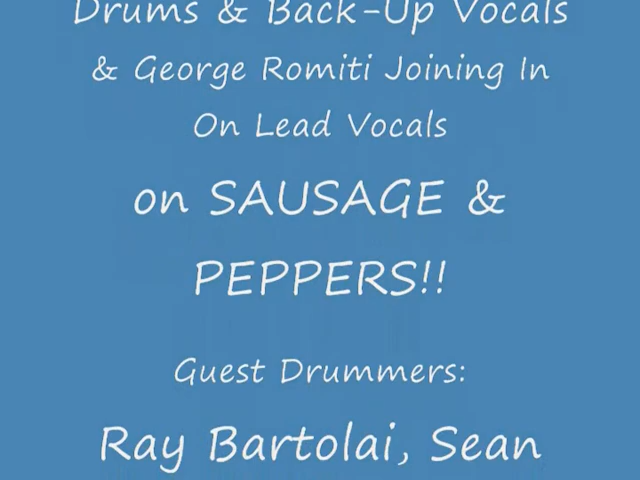 Drums & Back-Up Vocals
& George Romiti Joining In
On Lead Vocals
on SAUSAGE &
PEPPERS!!
Guest Drummers:
Ray Bartolai, Sean